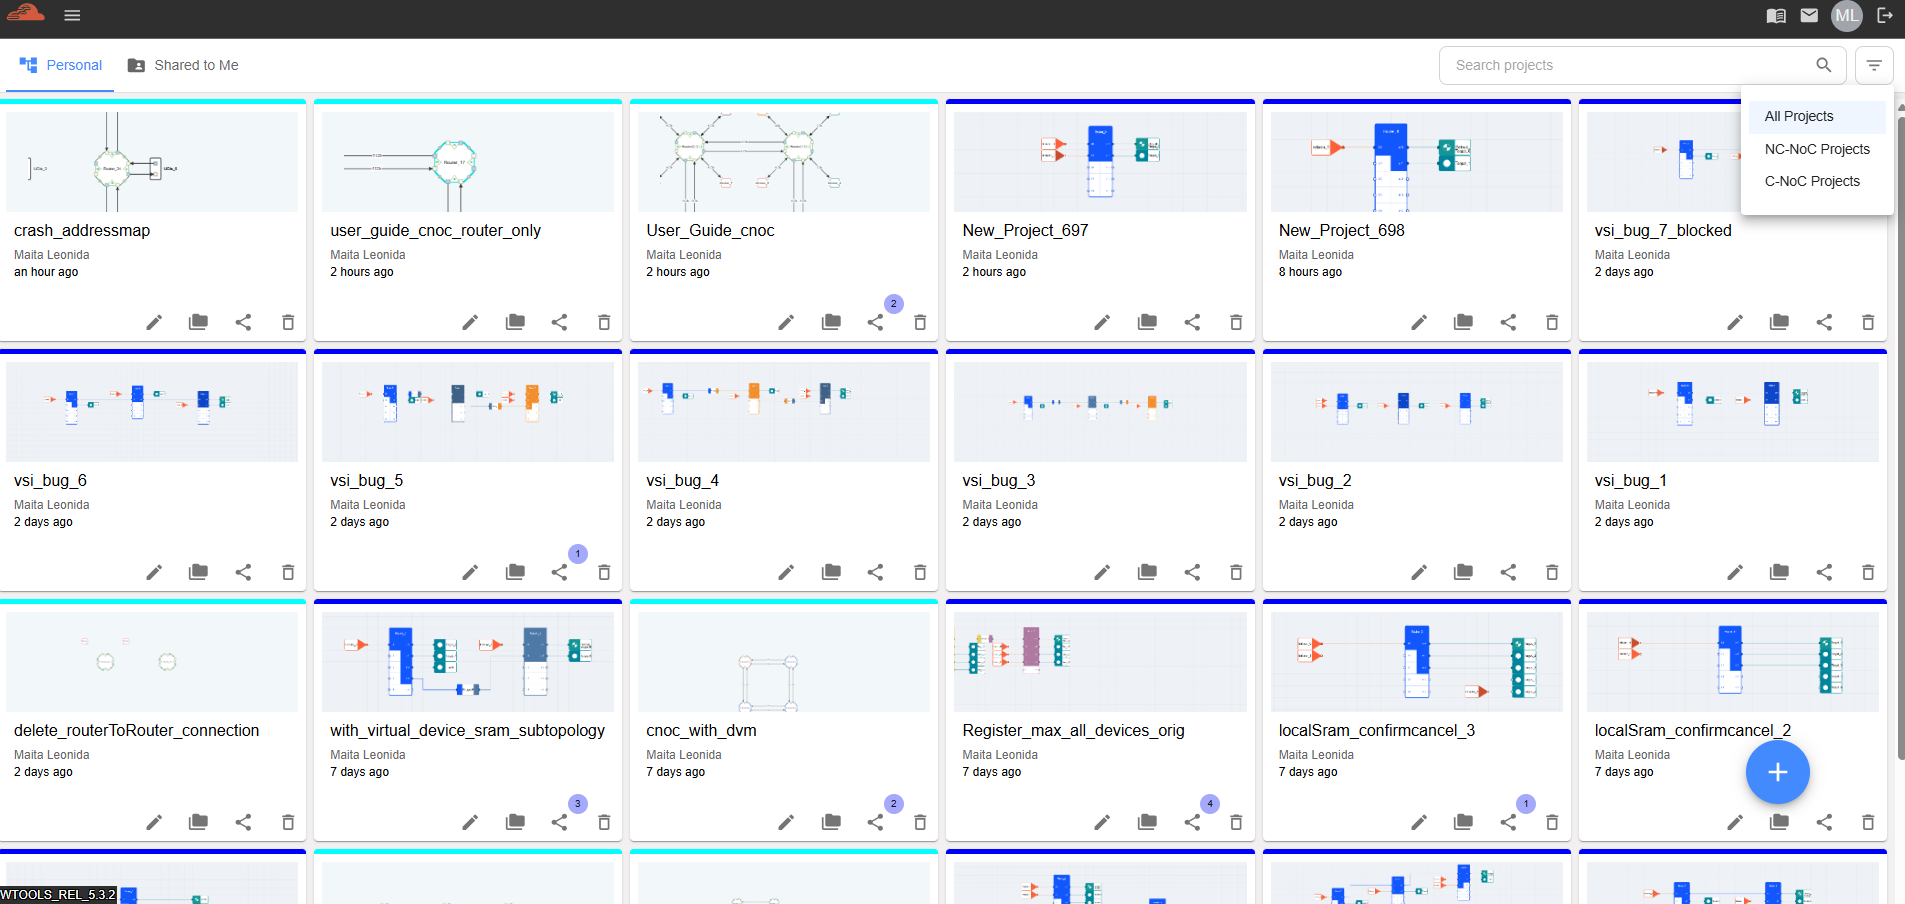 ML
Personal
Shared to Me
Search projects
All Projects
NC-NoC Projects
C-NoC Projects
crash_addressmap
Maita Leonida
an hour ago
user_guide_cnoc_router_only
Maita Leonida
2 hours ago
User_Guide_cnoc
Maita Leonida
2 hours ago
2
New_Project_697
Maita Leonida
2 hours ago
New_Project_698
Maita Leonida
8 hours ago
vsi_bug_7_blocked
Maita Leonida
2 days ago
vsi_bug_6
Maita Leonida
2 days ago
vsi_bug_5
Maita Leonida
2 days ago
1
vsi_bug_4
Maita Leonida
2 days ago
vsi_bug_3
Maita Leonida
2 days ago
vsi_bug_2
Maita Leonida
2 days ago
vsi_bug_1
Maita Leonida
2 days ago
delete_routerToRouter_connection
Maita Leonida
2 days ago
with_virtual_device_sram_subtopology
Maita Leonida
7 days ago
3
cnoc_with_dvm
Maita Leonida
7 days ago
2
Register_max_all_devices_orig
Maita Leonida
7 days ago
4
localSram_confirmcancel_3
Maita Leonida
7 days ago
1
localSram_confirmcancel_2
Maita Leonida
7 days ago
WTOOLS_REL_5.3.2